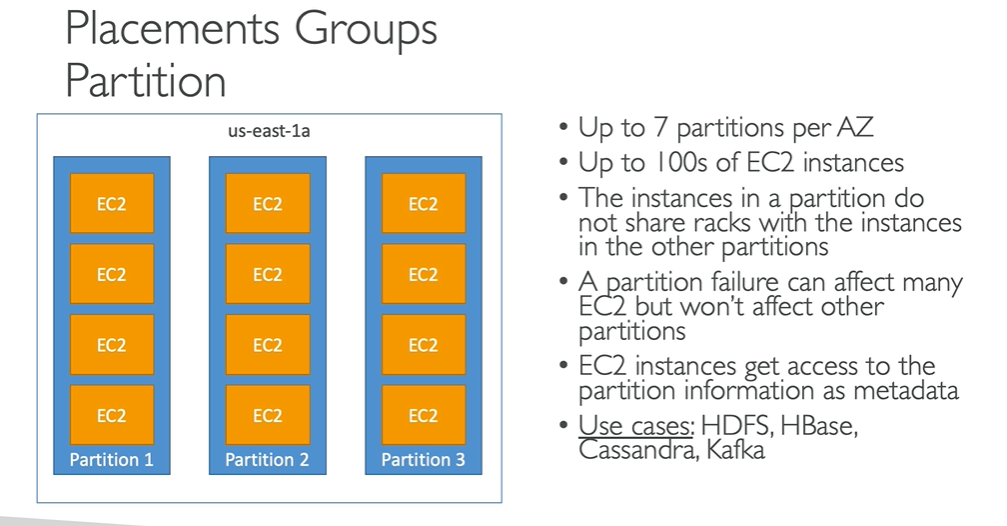 Placements Groups
Partition
us-east-1a
EC2
EC2
EC2
EC2
Partition 1
EC2
EC2
EC2
EC2
Partition 2
EC2
EC2
EC2
EC2
Partition 3
• Up to 7 partitions per AZ
• Up to 100s of EC2 instances
• The instances in a partition do
not share racks with the instances
in the other partitions
• A partition failure can affect many
EC2 but won’t affect other
partitions
• EC2 instances get access to the
partition information as metadata
• Use cases: HDFS, HBase,
Cassandra, Kafka